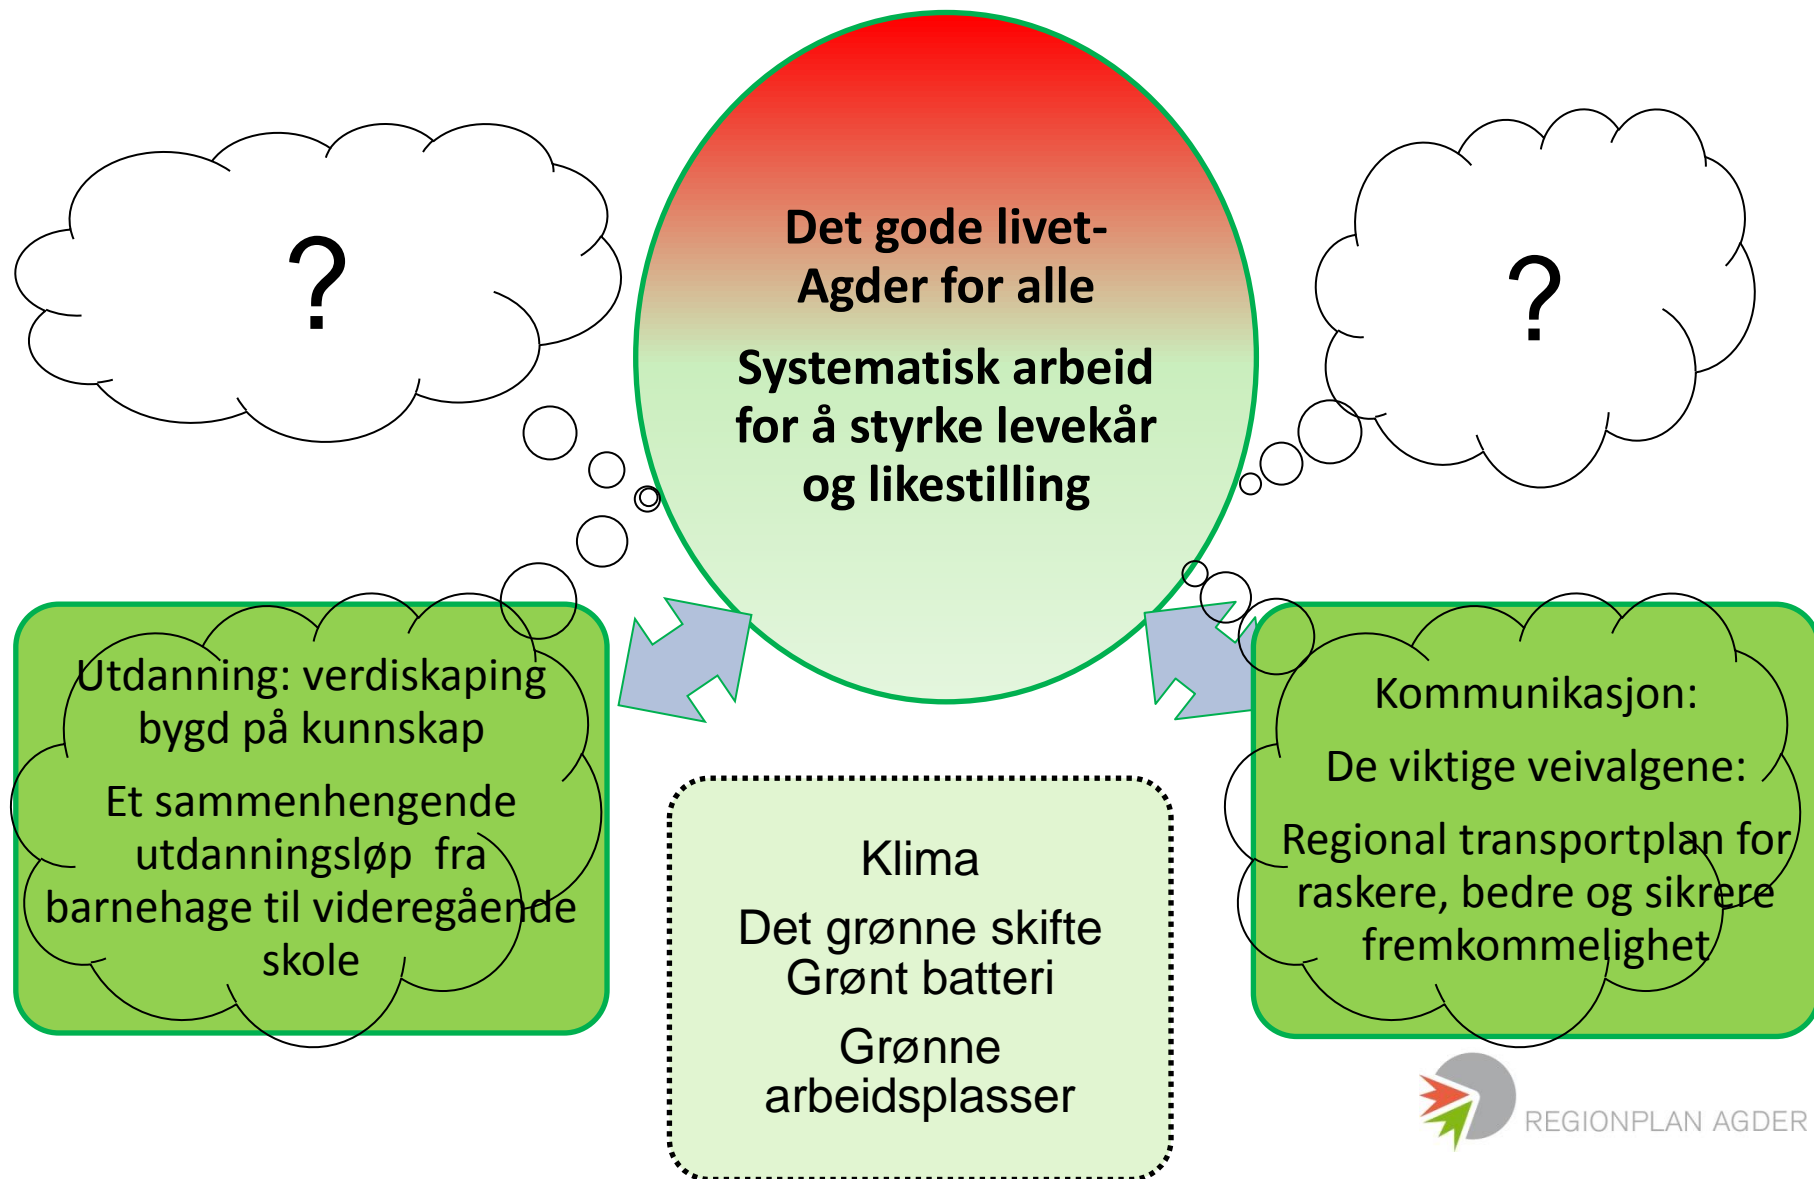 ?
Det gode livet-
Agder for alle
Systematisk arbeid
for å styrke levekår
og likestilling
?
Utdanning: verdiskaping
bygd på kunnskap
Et sammenhengende
utdanningsløp  fra
barnehage til videregående
skole
Klima
Det grønne skifte
Grønt batteri
Grønne
arbeidsplasser
Kommunikasjon:
De viktige veivalgene:
Regional transportplan for
raskere, bedre og sikrere
fremkommelighet
REGIONPLAN AGDER